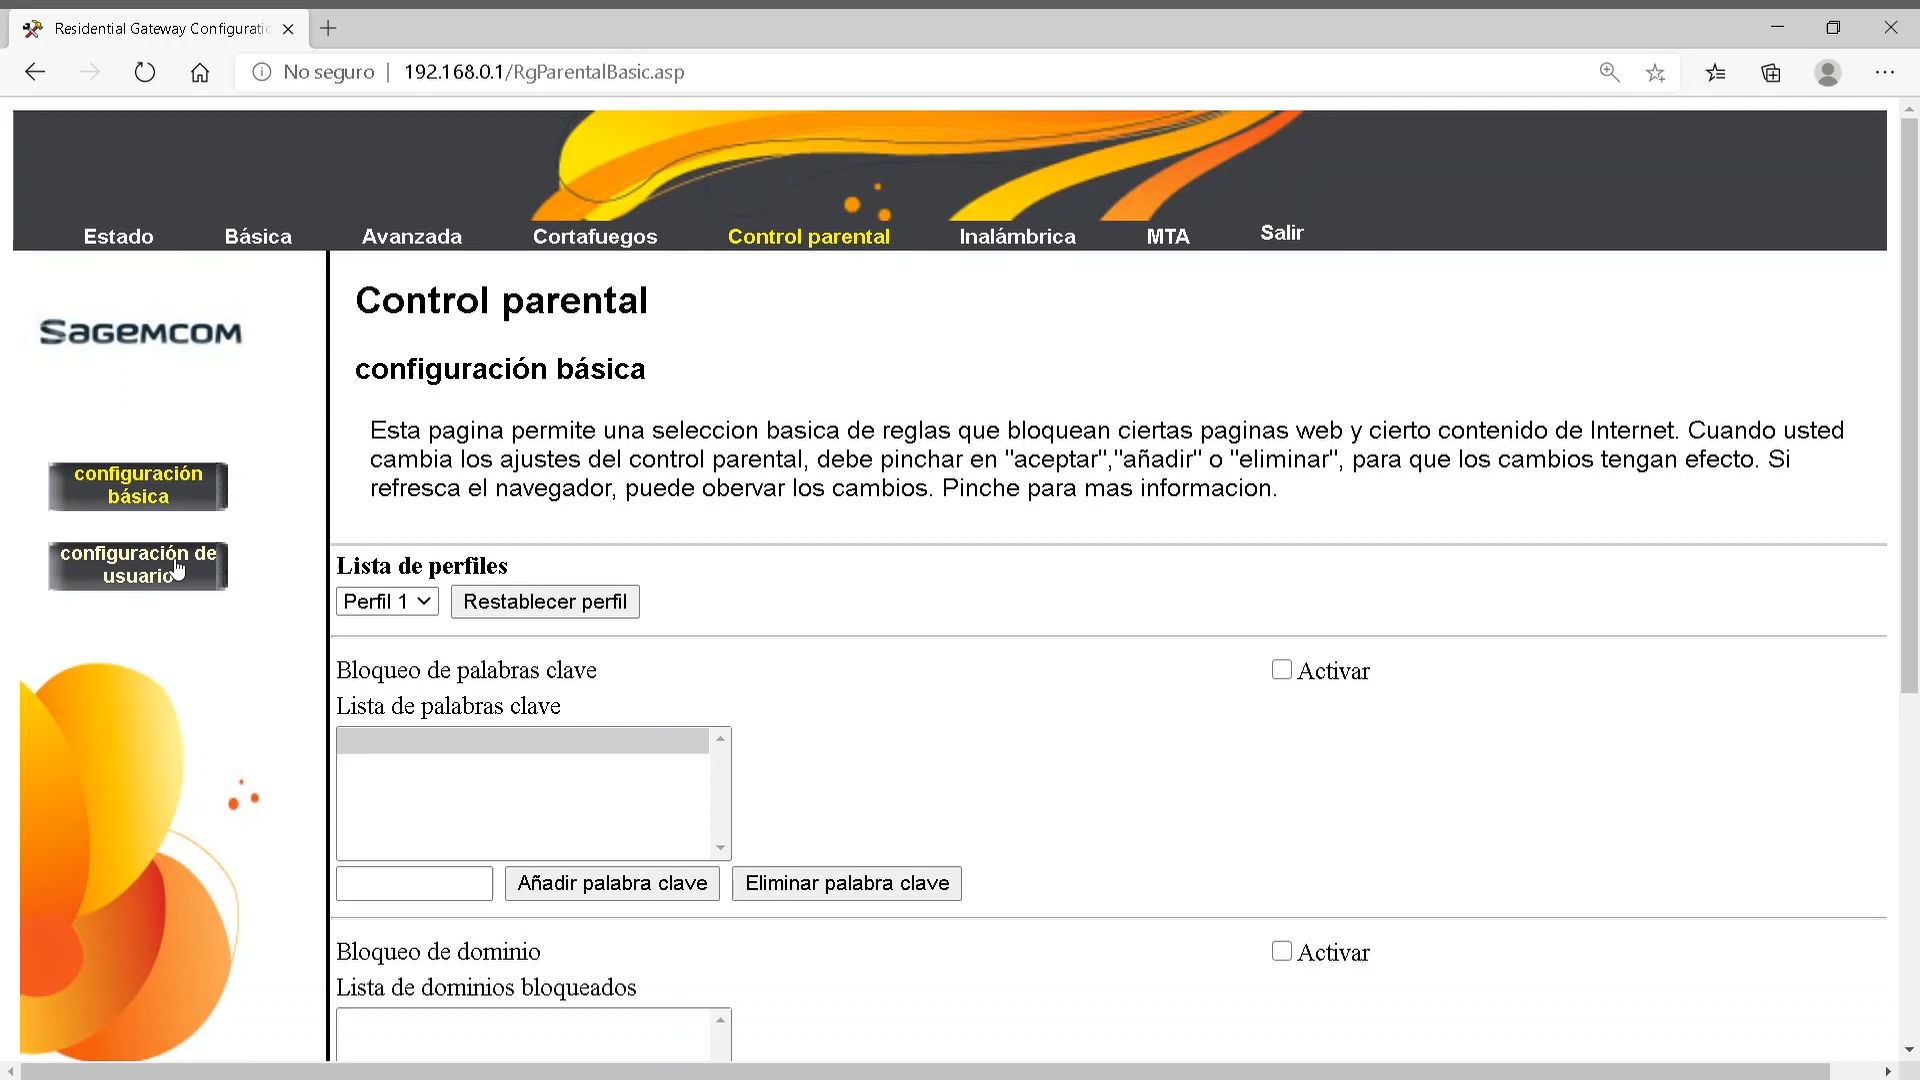 Residential Gateway Configuratic
No seguro | 192.168.0.1/RgParentalBasic.asp
Estado Básica Avanzada Cortafuegos Control parental Inalámbrica MTA Salir
SAGEMCOM
configuración
básica
configuración de
usuario
Control parental
configuración básica
Esta pagina permite una seleccion basica de reglas que bloquean ciertas paginas web y cierto contenido de Internet. Cuando usted
cambia los ajustes del control parental, debe pinchar en "aceptar","añadir" o "eliminar", para que los cambios tengan efecto. Si
refresca el navegador, puede obervar los cambios. Pinche para mas informacion.
Lista de perfiles
Perfil 1 Restablecer perfil
Bloqueo de palabras clave Activar
Lista de palabras clave
Añadir palabra clave Eliminar palabra clave
Bloqueo de dominio Activar
Lista de dominios bloqueados